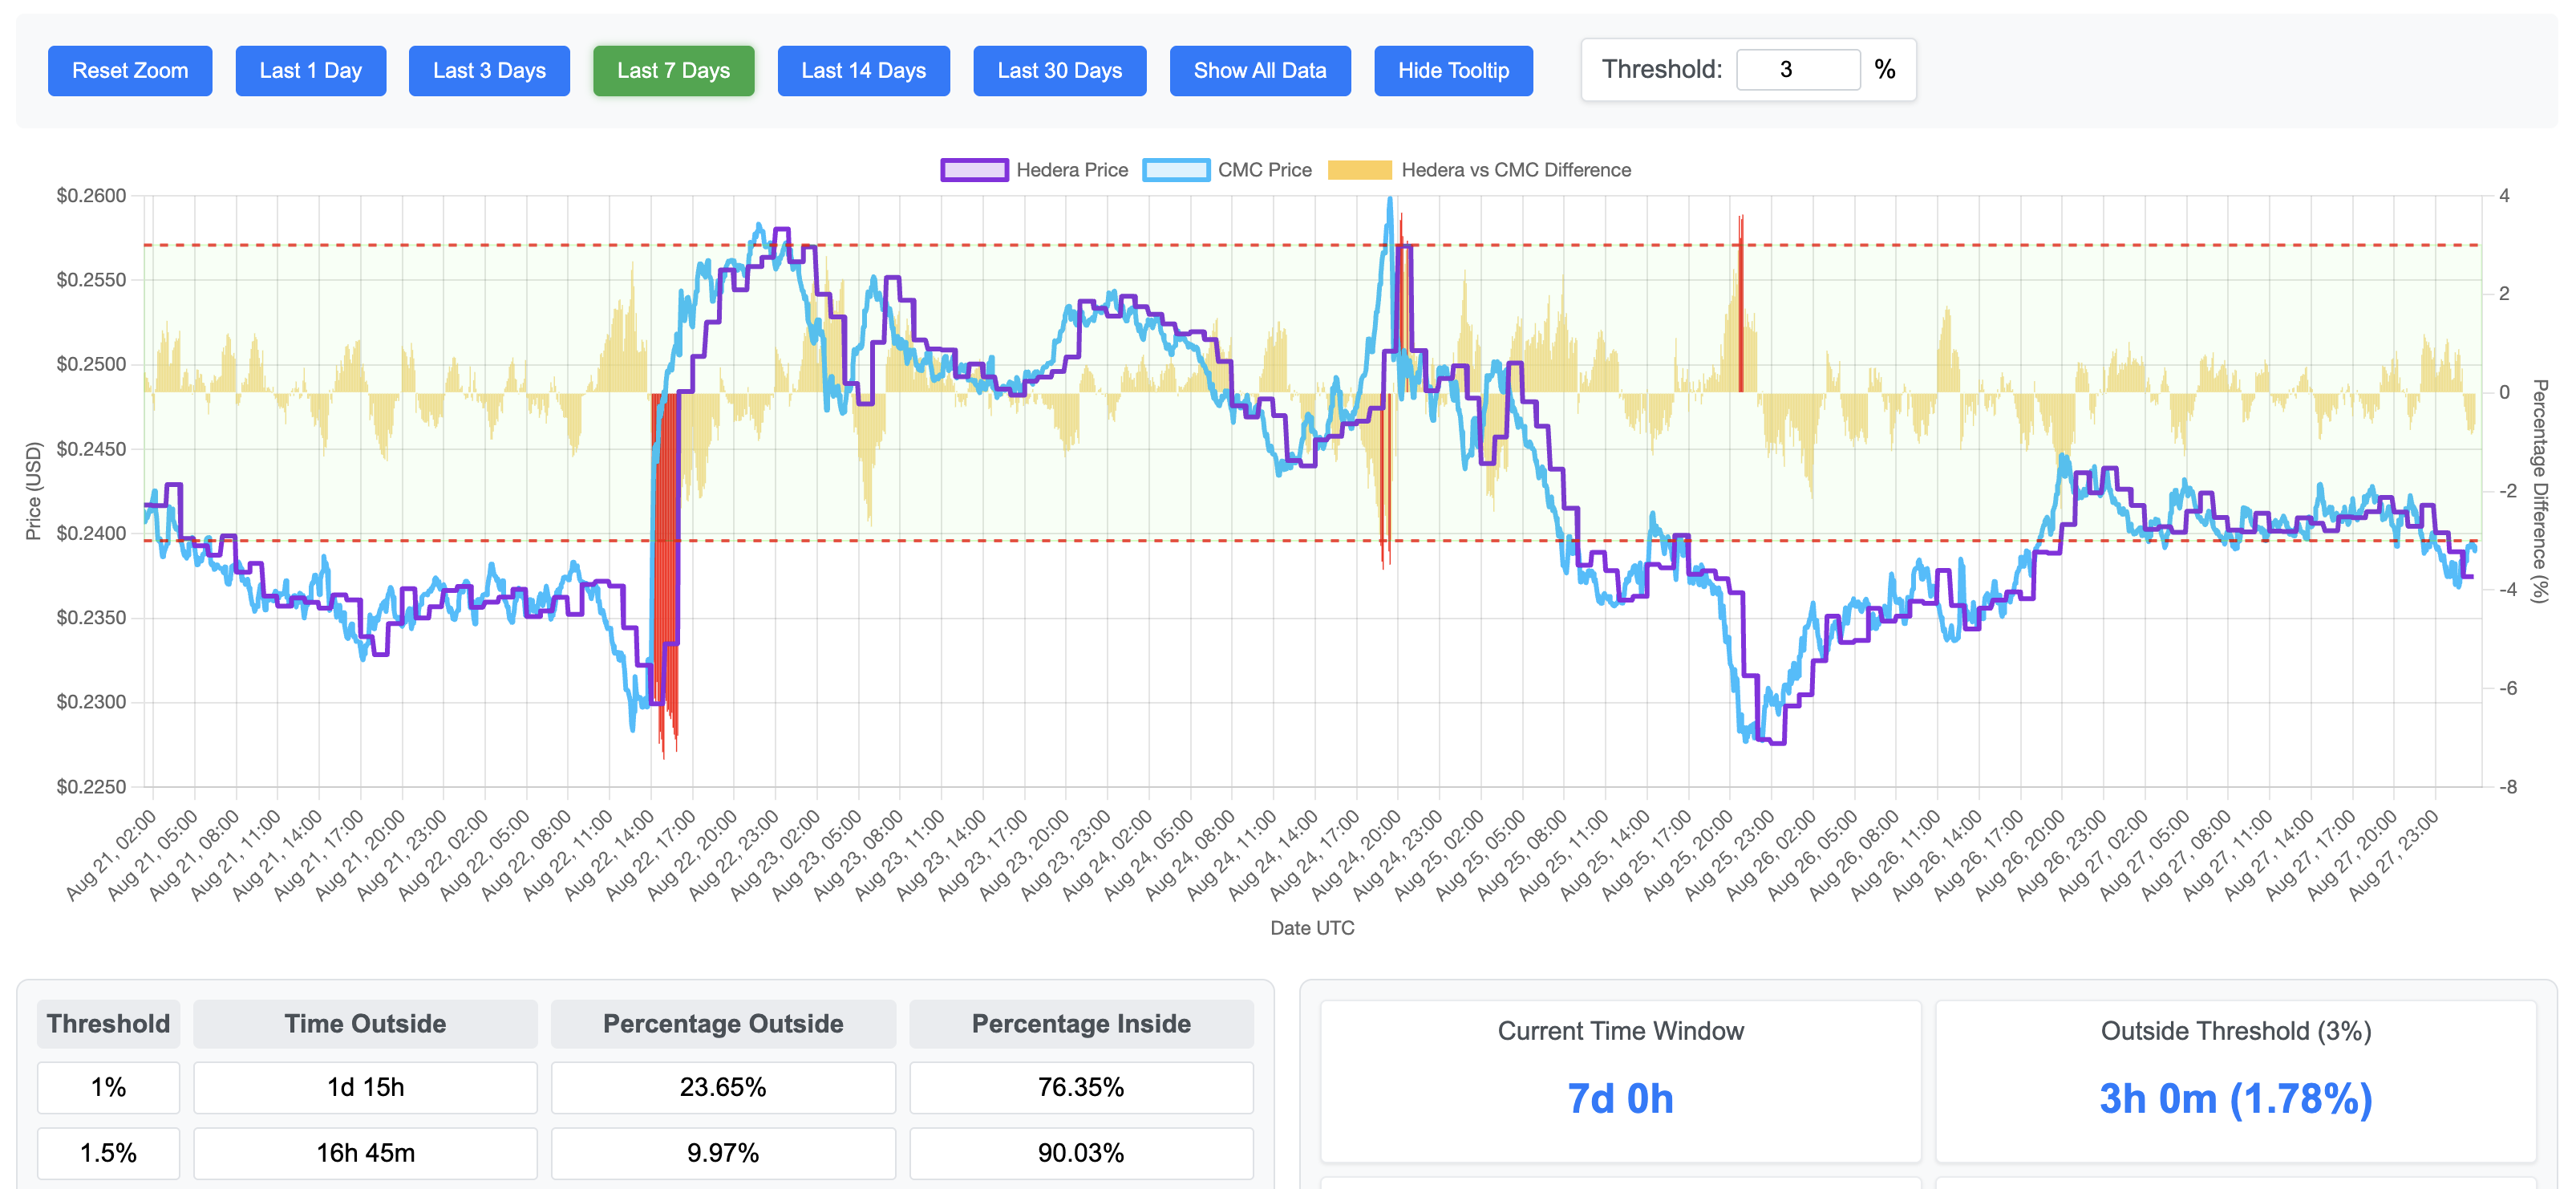 Reset Zoom
Last 1 Day
Last 3 Days
Last 7 Days
Last 14 Days
Last 30 Days
Show All Data
Hide Tooltip
Threshold: 3 %
Hedera Price
CMC Price
Hedera vs CMC Difference
Price (USD)
$0.2600
$0.2550
$0.2500
$0.2450
$0.2400
$0.2350
$0.2300
$0.2250
4
2
0
-2
-4
-6
-8
Percentage Difference (%)
Aug 21, 02:00
Aug 21, 05:00
Aug 21, 08:00
Aug 21, 11:00
Aug 21, 14:00
Aug 21, 17:00
Aug 21, 20:00
Aug 21, 23:00
Aug 22, 02:00
Aug 22, 05:00
Aug 22, 08:00
Aug 22, 11:00
Aug 22, 14:00
Aug 22, 17:00
Aug 22, 20:00
Aug 22, 23:00
Aug 23, 02:00
Aug 23, 05:00
Aug 23, 08:00
Aug 23, 11:00
Aug 23, 14:00
Aug 23, 17:00
Aug 23, 20:00
Aug 23, 23:00
Aug 24, 02:00
Aug 24, 05:00
Aug 24, 08:00
Aug 24, 11:00
Aug 24, 14:00
Aug 24, 17:00
Aug 24, 20:00
Aug 24, 23:00
Aug 25, 02:00
Aug 25, 05:00
Aug 25, 08:00
Aug 25, 11:00
Aug 25, 14:00
Aug 25, 17:00
Aug 25, 20:00
Aug 25, 23:00
Aug 26, 02:00
Aug 26, 05:00
Aug 26, 08:00
Aug 26, 11:00
Aug 26, 14:00
Aug 26, 17:00
Aug 26, 20:00
Aug 26, 23:00
Aug 27, 02:00
Aug 27, 05:00
Aug 27, 08:00
Aug 27, 11:00
Aug 27, 14:00
Aug 27, 17:00
Aug 27, 20:00
Aug 27, 23:00
Date UTC
Threshold Time Outside Percentage Outside Percentage Inside
1% 1d 15h 23.65% 76.35%
1.5% 16h 45m 9.97% 90.03%
Current Time Window
7d 0h
Outside Threshold (3%)
3h 0m (1.78%)